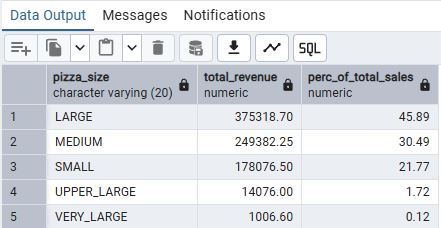 Data Output Messages Notifications
SQL
pizza_size total_revenue perc_of_total_sales
character varying (20) numeric numeric
1 LARGE 375318.70 45.89
2 MEDIUM 249382.25 30.49
3 SMALL 178076.50 21.77
4 UPPER_LARGE 14076.00 1.72
5 VERY_LARGE 1006.60 0.12